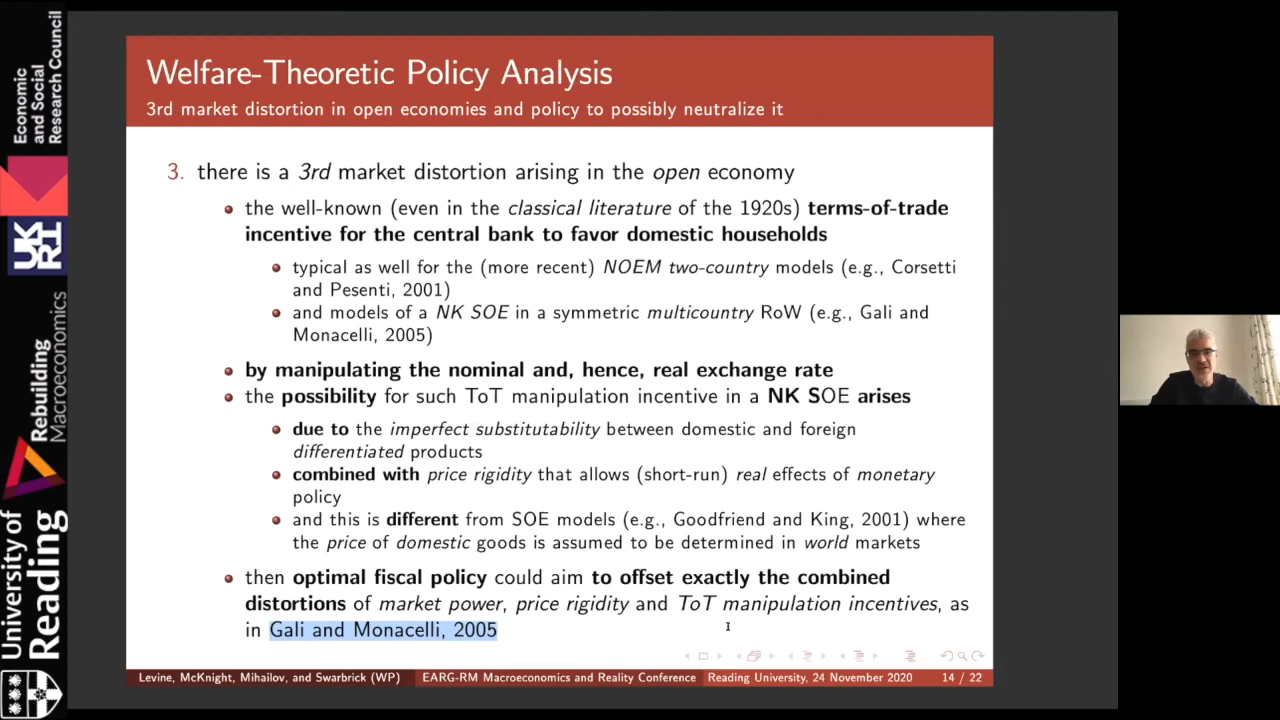 Economic
and Social
Research Council
UK
RI
Rebuilding
Macroeconomics
University of
Reading
Welfare-Theoretic Policy Analysis
3rd market distortion in open economies and policy to possibly neutralize it
3. there is a 3rd market distortion arising in the open economy
the well-known (even in the classical literature of the 1920s) terms-of-trade
incentive for the central bank to favor domestic households
typical as well for the (more recent) NOEM two-country models (e.g., Corsetti
and Pesenti, 2001)
and models of a NK SOE in a symmetric multicountry RoW (e.g., Gali and
Monacelli, 2005)
by manipulating the nominal and, hence, real exchange rate
the possibility for such ToT manipulation incentive in a NK SOE arises
due to the imperfect substitutability between domestic and foreign
differentiated products
combined with price rigidity that allows (short-run) real effects of monetary
policy
and this is different from SOE models (e.g., Goodfriend and King, 2001) where
the price of domestic goods is assumed to be determined in world markets
then optimal fiscal policy could aim to offset exactly the combined
distortions of market power, price rigidity and ToT manipulation incentives, as
in Gali and Monacelli, 2005
Levine, McKnight, Mihailov, and Swarbrick (WP) EARG-RM Macroeconomics and Reality Conference Reading University, 24 November 2020 14 / 22